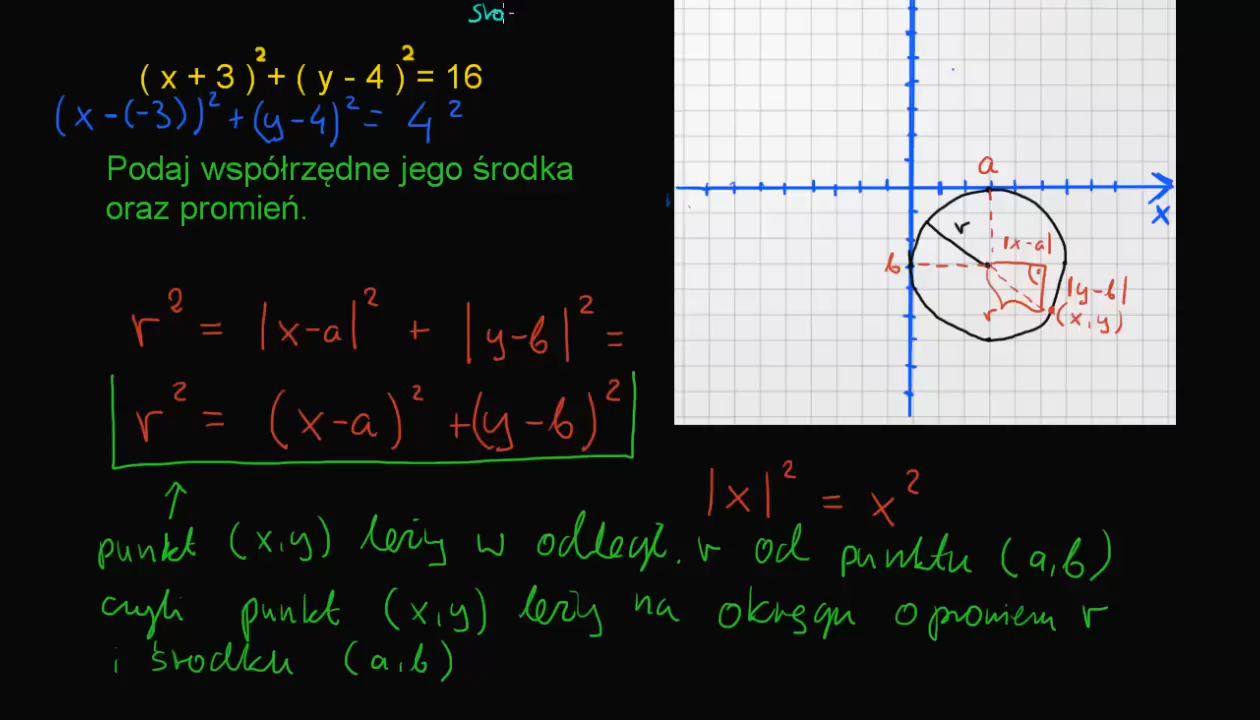 śro
( x + 3 )² + ( y - 4 )² = 16
(x-(-3))² + (y-4)² = 4²
Podaj współrzędne jego środka
oraz promień.
r² = |x-a|² + |y-b|² =
r² = (x-a)² + (y-b)²
a
x
r
|x-a|
b
|y-b|
r
(x,y)
|x|² = x²
punkt (x,y) leży w odległ. r od punktu (a,b)
czyli punkt (x,y) leży na okręgu o promieniu r
i środku (a,b)